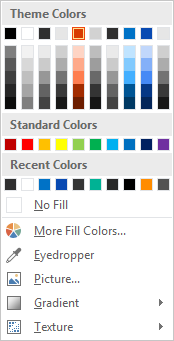 Theme Colors
Standard Colors
Recent Colors
No Fill
More Fill Colors...
Eyedropper
Picture...
Gradient
Texture